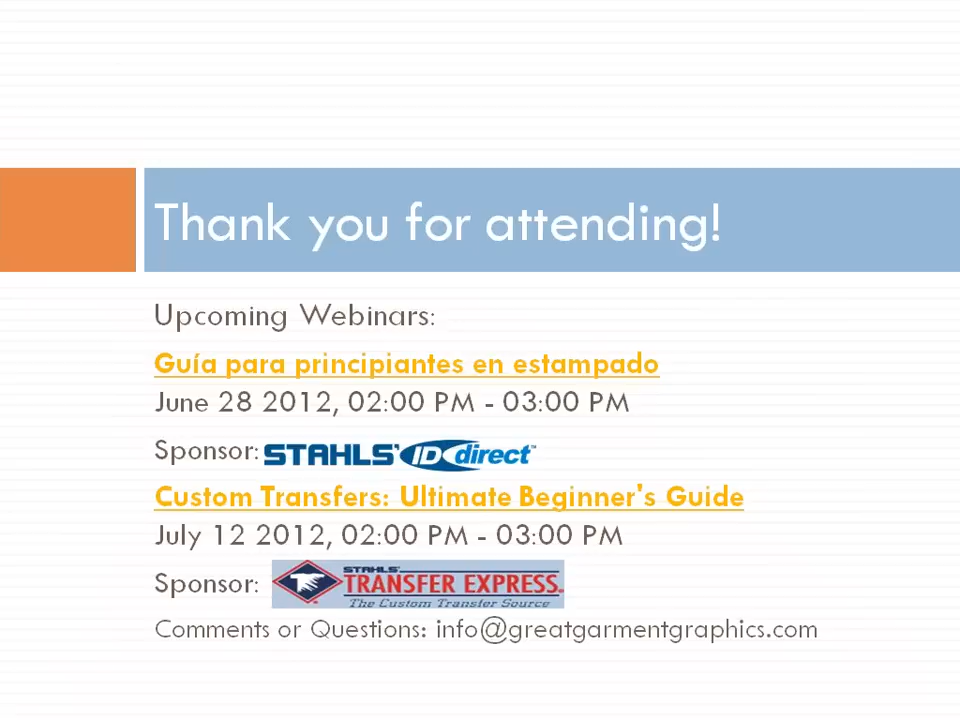 Thank you for attending!
Upcoming Webinars:
Guía para principiantes en estampado
June 28 2012, 02:00 PM - 03:00 PM
Sponsor: STAHLS' ID direct™
Custom Transfers: Ultimate Beginner's Guide
July 12 2012, 02:00 PM - 03:00 PM
STAHLS'
Sponsor: TRANSFER EXPRESS
The Custom Transfer Source
Comments or Questions: info@greatgarmentgraphics.com